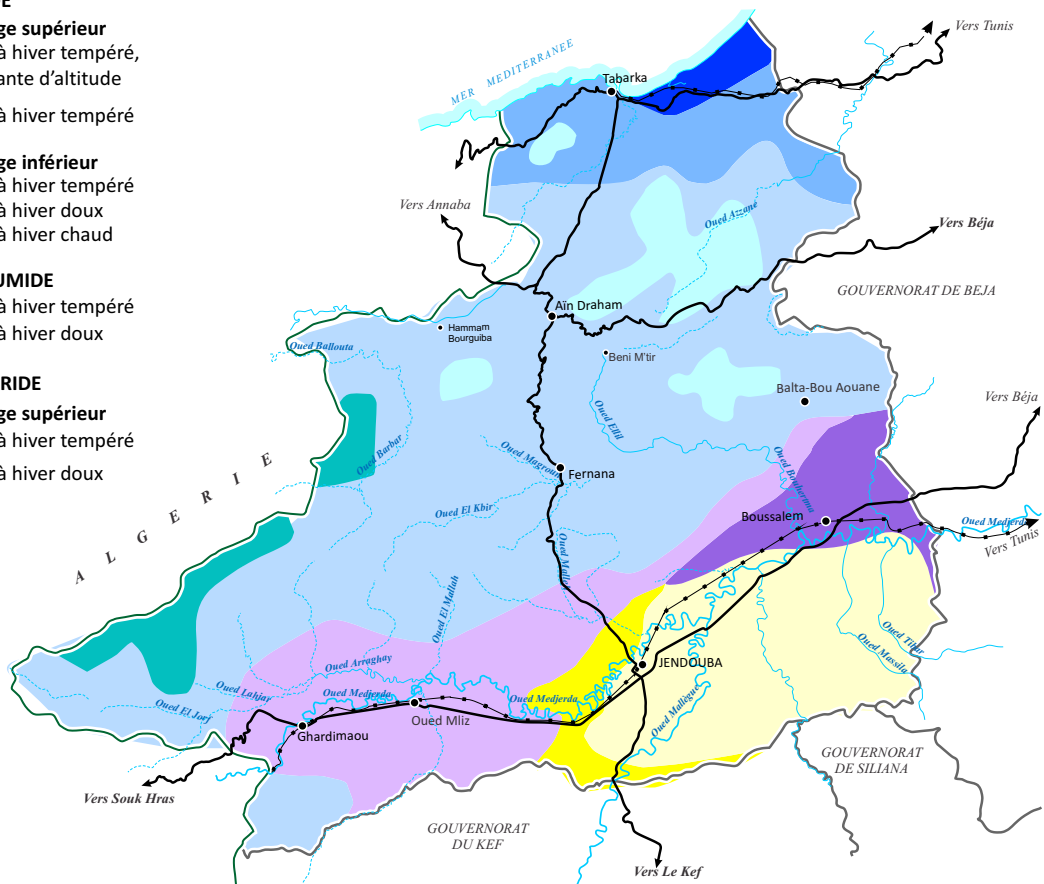 ge supérieur
à hiver tempéré,
ante d'altitude
à hiver tempéré
ge inférieur
à hiver tempéré
à hiver doux
à hiver chaud
UMIDE
à hiver tempéré
à hiver doux
RIDE
ge supérieur
à hiver tempéré
à hiver doux
Vers Tunis
MER MEDITERRANEE
Tabarka
Vers Annaba
Oued Azzane
Vers Béja
Aïn Draham
GOUVERNORAT DE BEJA
Hammam
Bourguiba
Oued Ballouta
Beni M'tir
Balta-Bou Aouane
Vers Béja
Oued Ellil
Oued Barbar
Oued Magroun
Fernana
Oued Bouhertma
ALGERIE
Oued El Kbir
Boussalem
Oued Medjerda
Vers Tunis
Oued El Mallah
Oued Tibar
Oued Massila
Oued Arraghay
JENDOUBA
Oued Lahjar
Oued Medjerda
Oued Medjerda
Oued Mallegue
Oued El Jorf
Oued Mliz
Ghardimaou
GOUVERNORAT
DE SILIANA
Vers Souk Hras
GOUVERNORAT
DU KEF
Vers Le Kef